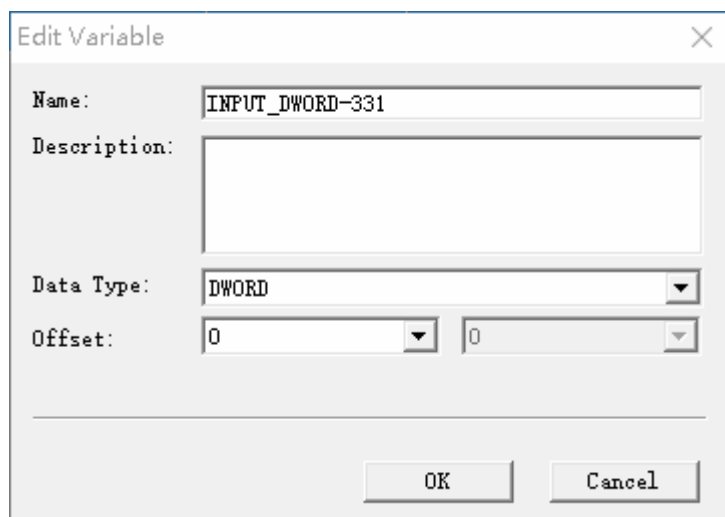 Edit Variable
Name: INPUT_DWORD-331
Description:
Data Type: DWORD
Offset: 0 0
OK Cancel